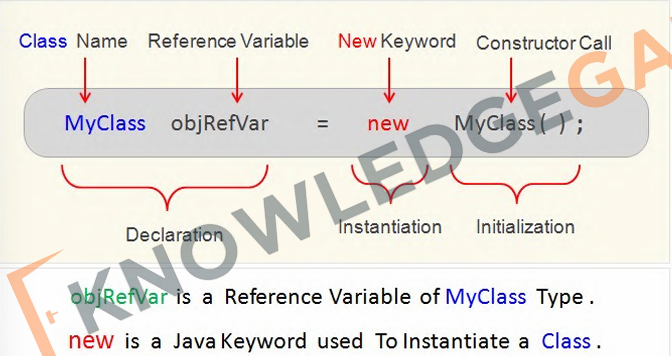 Class Name Reference Variable New Keyword Constructor Call
MyClass objRefVar = new MyClass( ) ;
Declaration Instantiation Initialization
objRefVar is a Reference Variable of MyClass Type .
new is a Java Keyword used To Instantiate a Class .
KNOWLEDGEGA